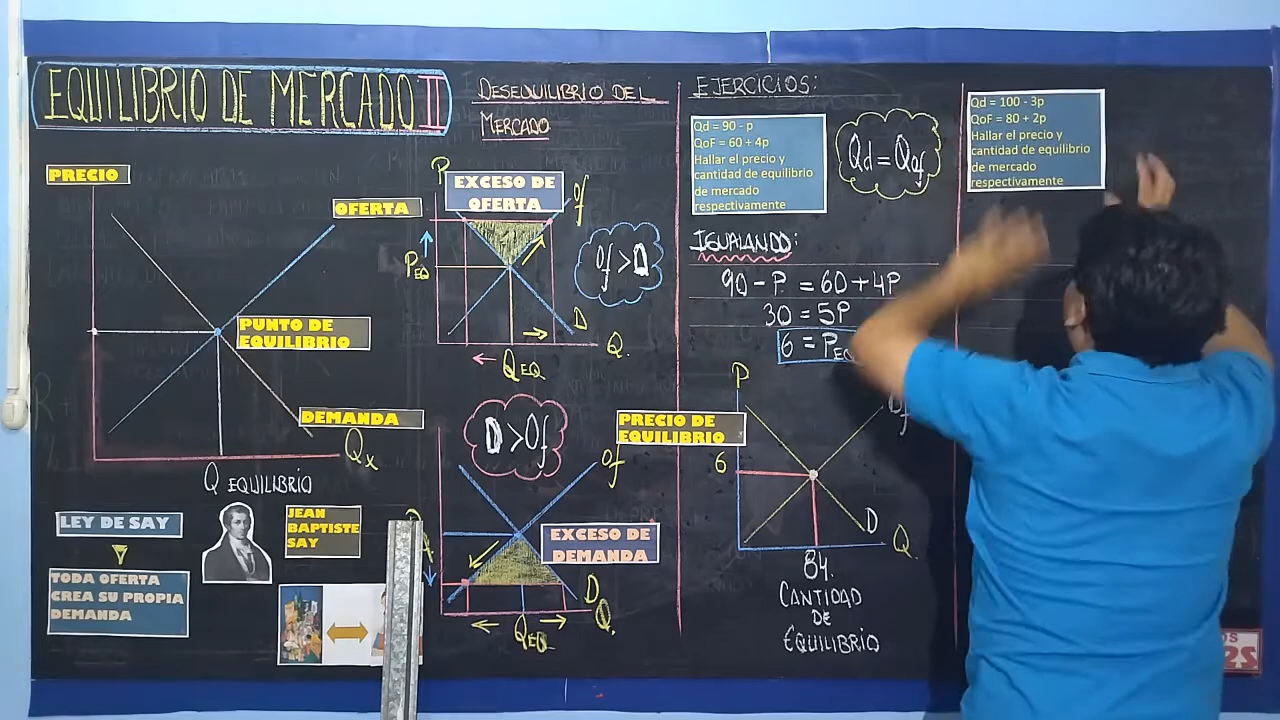 EQUILIBRIO DE MERCADO II
PRECIO
OFERTA
PUNTO DE
EQUILIBRIO
DEMANDA
Qx
Q EQUILIBRIO
LEY DE SAY
TODA OFERTA
CREA SU PROPIA
DEMANDA
JEAN
BAPTISTE
SAY
DESEQUILIBRIO DEL
MERCADO
P
EXCESO DE
OFERTA
Of
Of > D
PEQ
D
Q.
QEQ
D > Of
Of
EXCESO DE
DEMANDA
D
Q.
QEQ
EJERCICIOS:
Qd = 90 - p
QoF = 60 + 4p
Hallar el precio y
cantidad de equilibrio
de mercado
respectivamente
Qd = Qof
IGUALANDO:
90 - P = 60 + 4P
30 = 5P
6 = PEQ
P
Of
PRECIO DE
EQUILIBRIO
6
D
Q.
84.
CANTIDAD
DE
EQUILIBRIO
Qd = 100 - 3p
QoF = 80 + 2p
Hallar el precio y
cantidad de equilibrio
de mercado
respectivamente